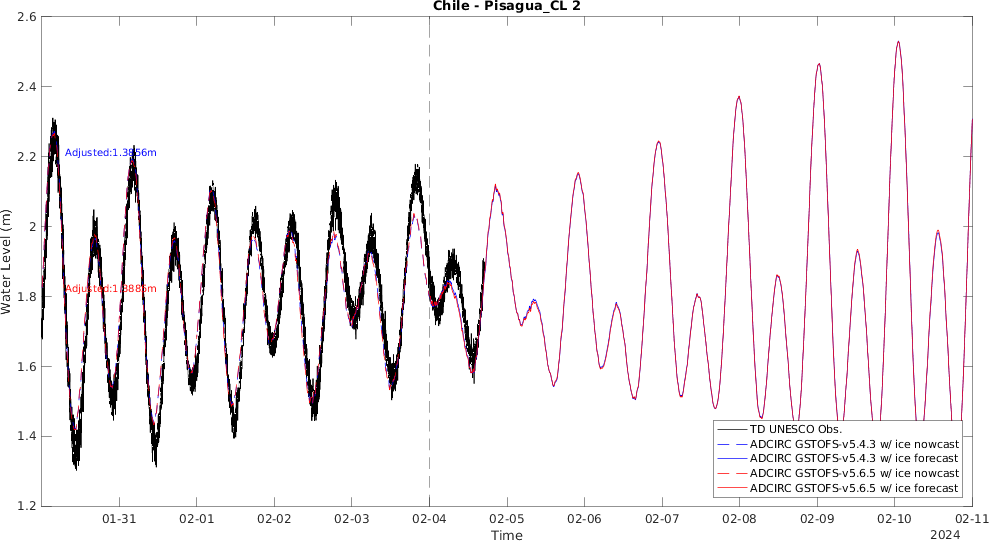 Chile - Pisagua_CL 2
2.6
2.4
2.2
2
1.8
1.6
1.4
1.2
Water Level (m)
Adjusted:1.3856m
Adjusted:1.3885m
TD UNESCO Obs.
ADCIRC GSTOFS-v5.4.3 w/ ice nowcast
ADCIRC GSTOFS-v5.4.3 w/ ice forecast
ADCIRC GSTOFS-v5.6.5 w/ ice nowcast
ADCIRC GSTOFS-v5.6.5 w/ ice forecast
01-31 02-01 02-02 02-03 02-04 02-05 02-06 02-07 02-08 02-09 02-10 02-11
Time
2024